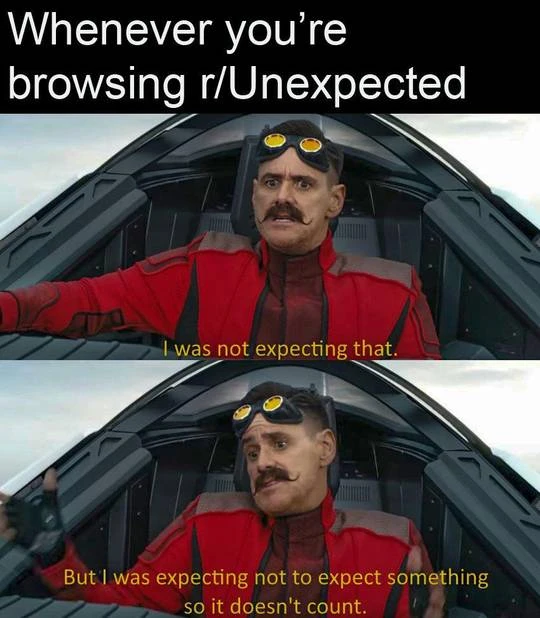 Whenever you’re
browsing r/Unexpected
I was not expecting that.
But I was expecting not to expect something
so it doesn't count.